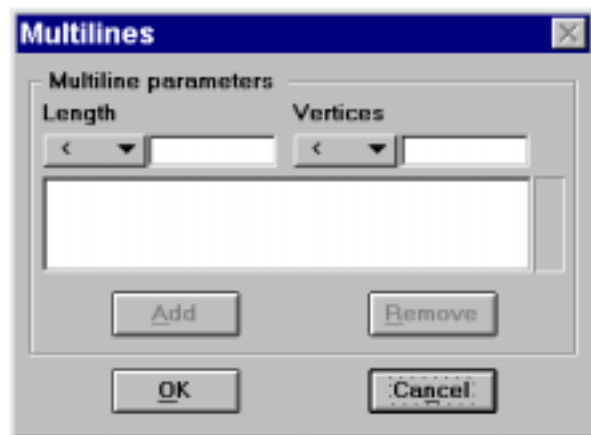 Multilines
Multiline parameters
Length Vertices
< <
Add Remove
OK Cancel